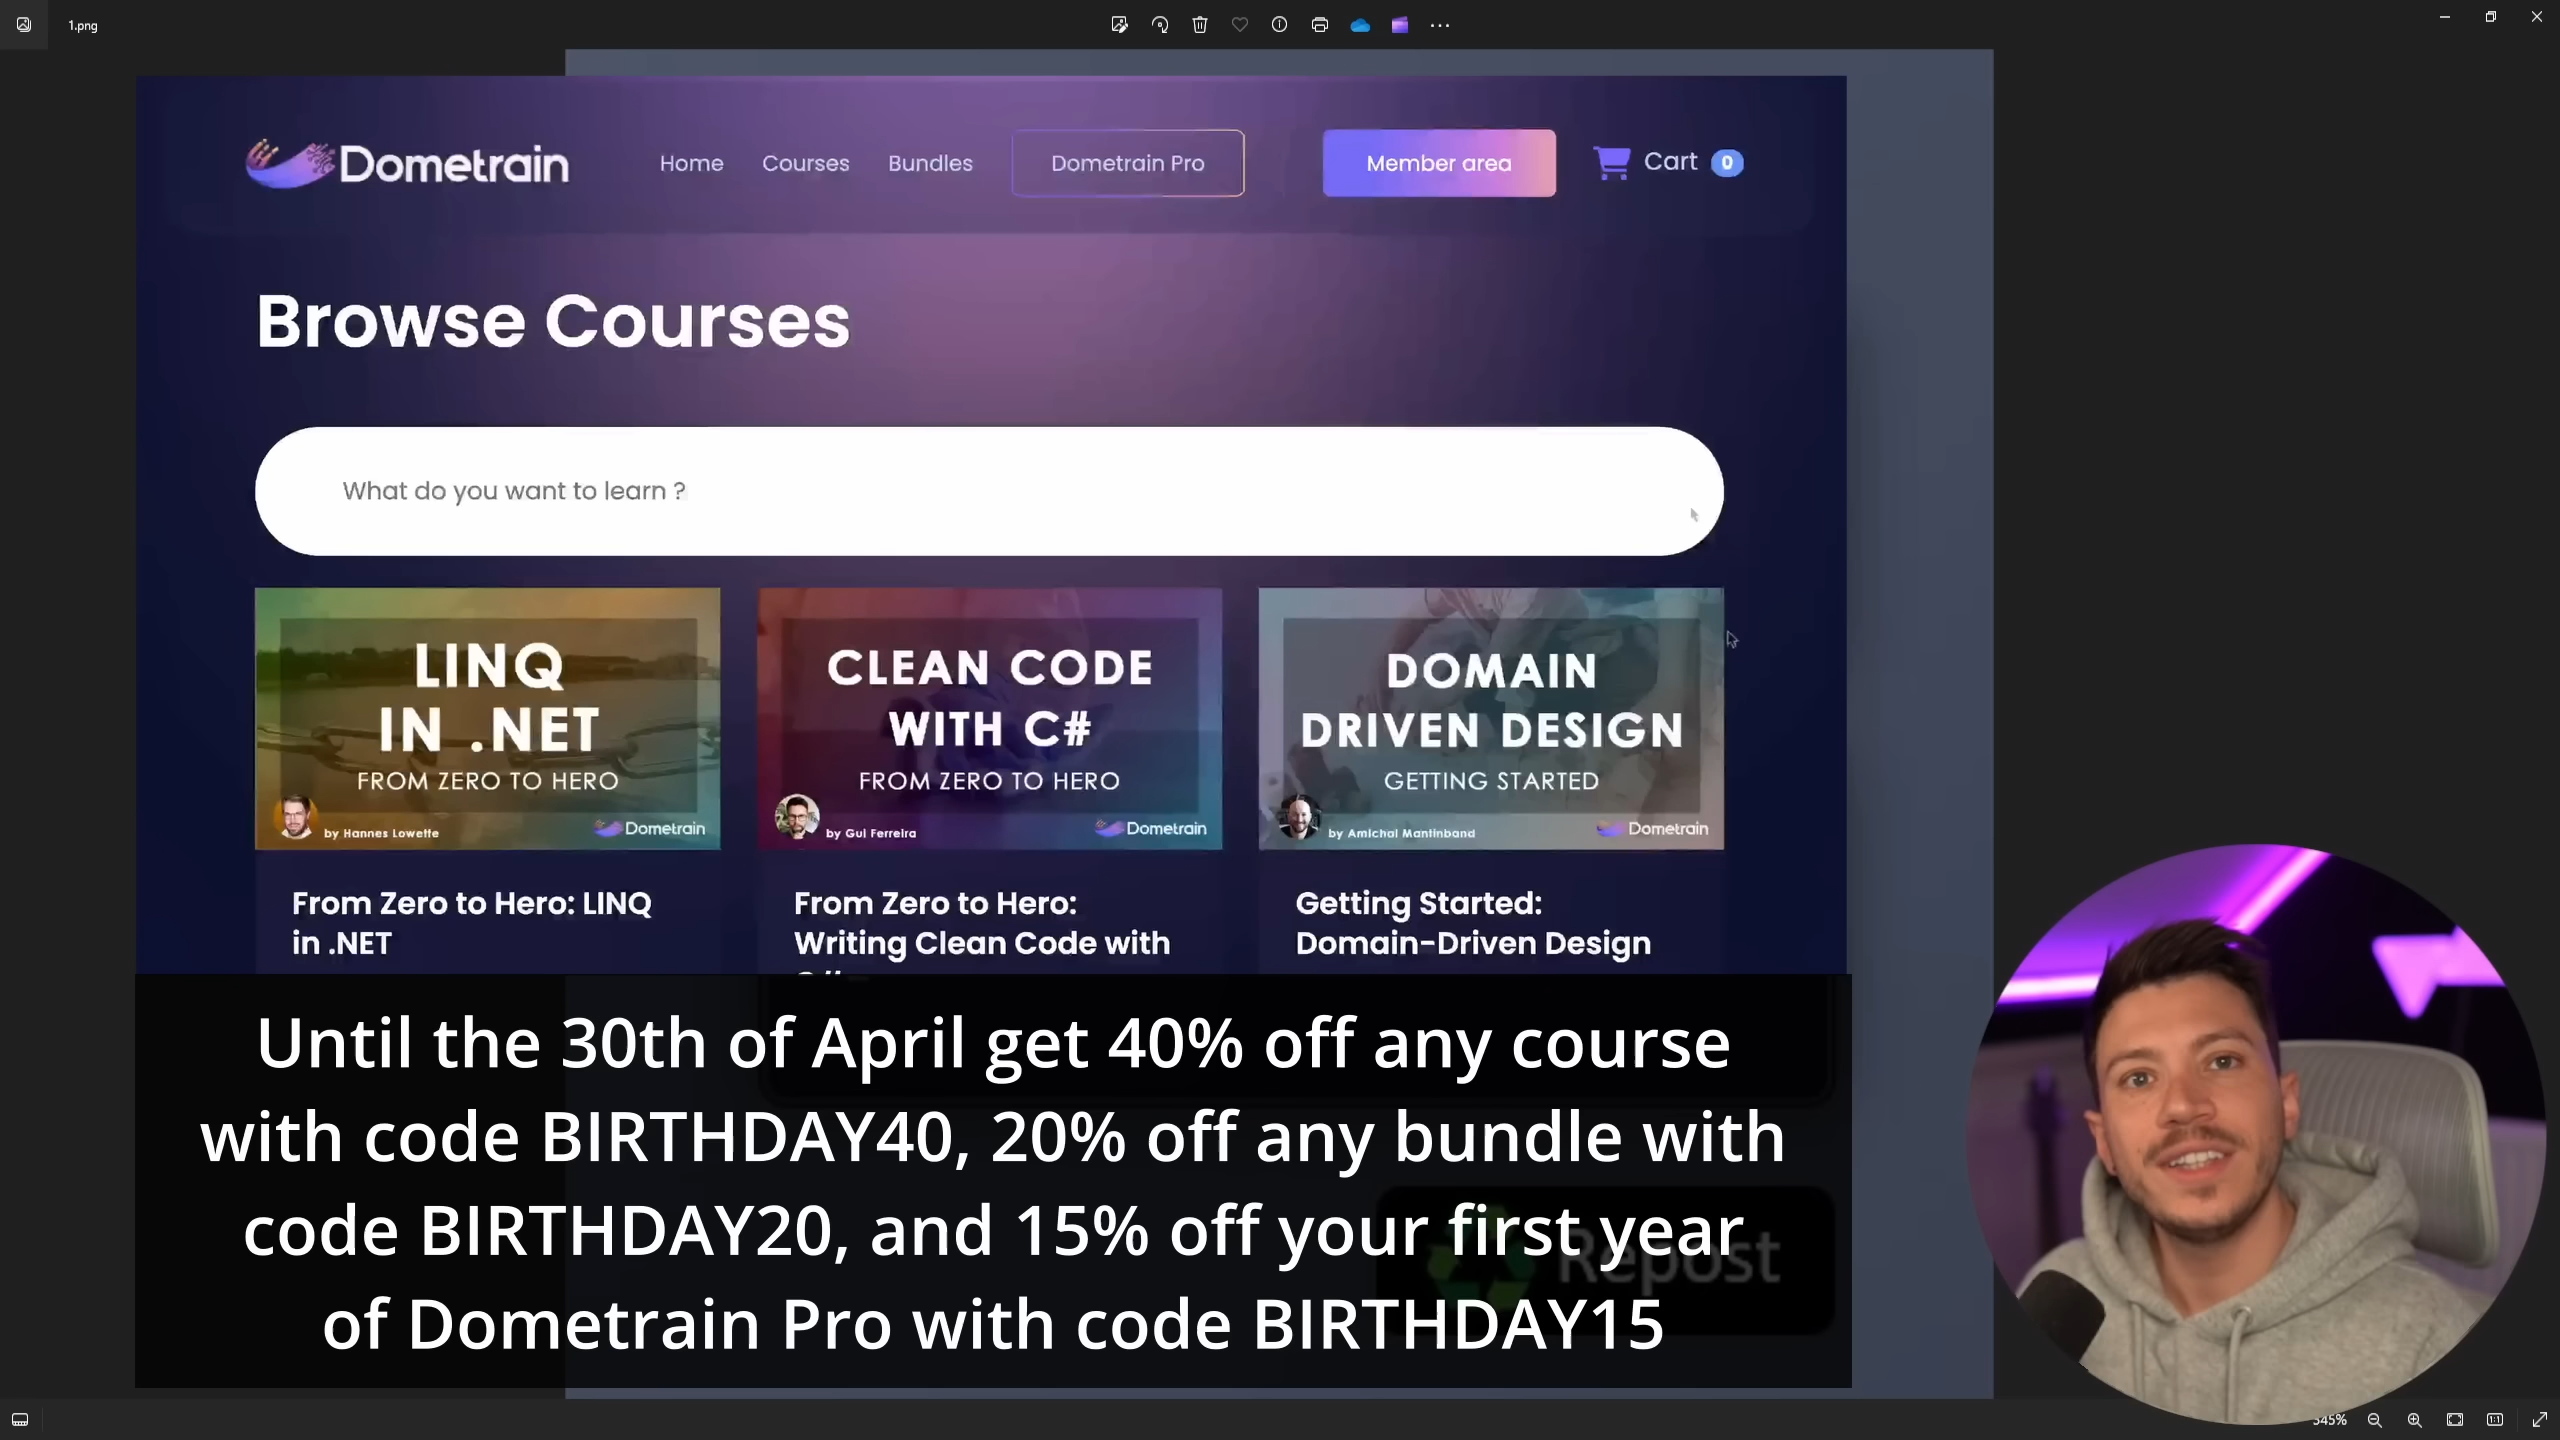 1.png
Dometrain
Home
Courses
Bundles
Dometrain Pro
Member area
Cart
0
Browse Courses
What do you want to learn ?
LINQ
IN .NET
FROM ZERO TO HERO
by Hannes Lowette
Dometrain
CLEAN CODE
WITH C#
FROM ZERO TO HERO
by Gui Ferreira
Dometrain
DOMAIN
DRIVEN DESIGN
GETTING STARTED
by Amichai Mantinband
Dometrain
From Zero to Hero: LINQ
in .NET
From Zero to Hero:
Writing Clean Code with
Getting Started:
Domain-Driven Design
Until the 30th of April get 40% off any course
with code BIRTHDAY40, 20% off any bundle with
code BIRTHDAY20, and 15% off your first year
of Dometrain Pro with code BIRTHDAY15
Repost
345%